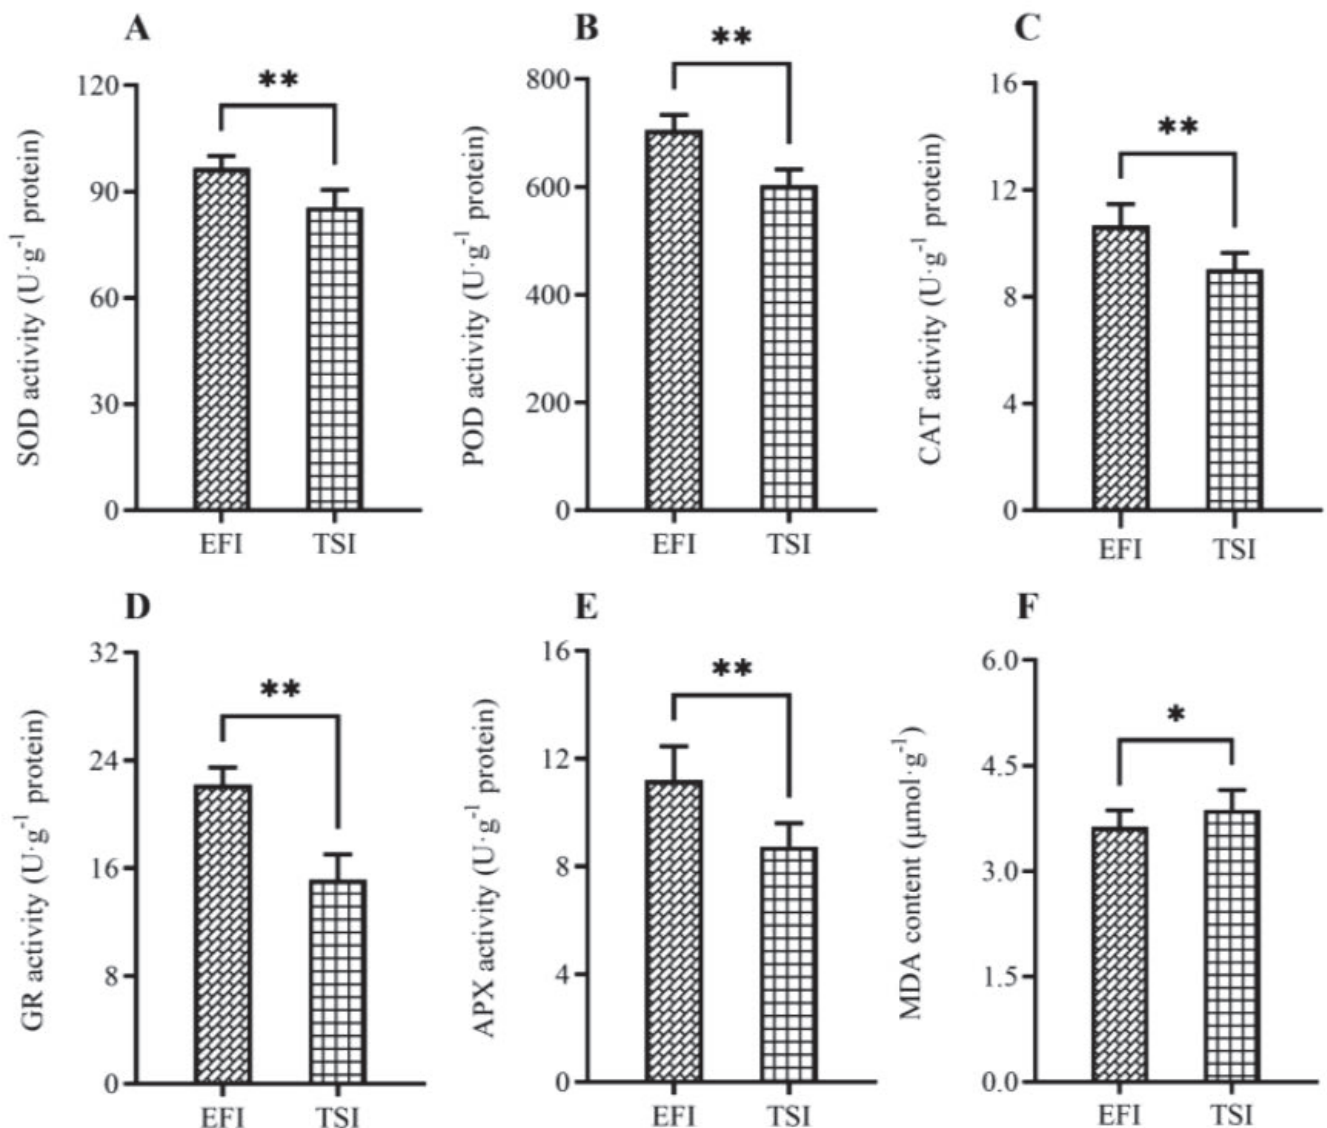 A
SOD activity (U·g⁻¹ protein)
120
90
60
30
0
**
EFI TSI
B
POD activity (U·g⁻¹ protein)
800
600
400
200
0
**
EFI TSI
C
CAT activity (U·g⁻¹ protein)
16
12
8
4
0
**
EFI TSI
D
GR activity (U·g⁻¹ protein)
32
24
16
8
0
**
EFI TSI
E
APX activity (U·g⁻¹ protein)
16
12
8
4
0
**
EFI TSI
F
MDA content (μmol·g⁻¹)
6.0
4.5
3.0
1.5
0.0
*
EFI TSI